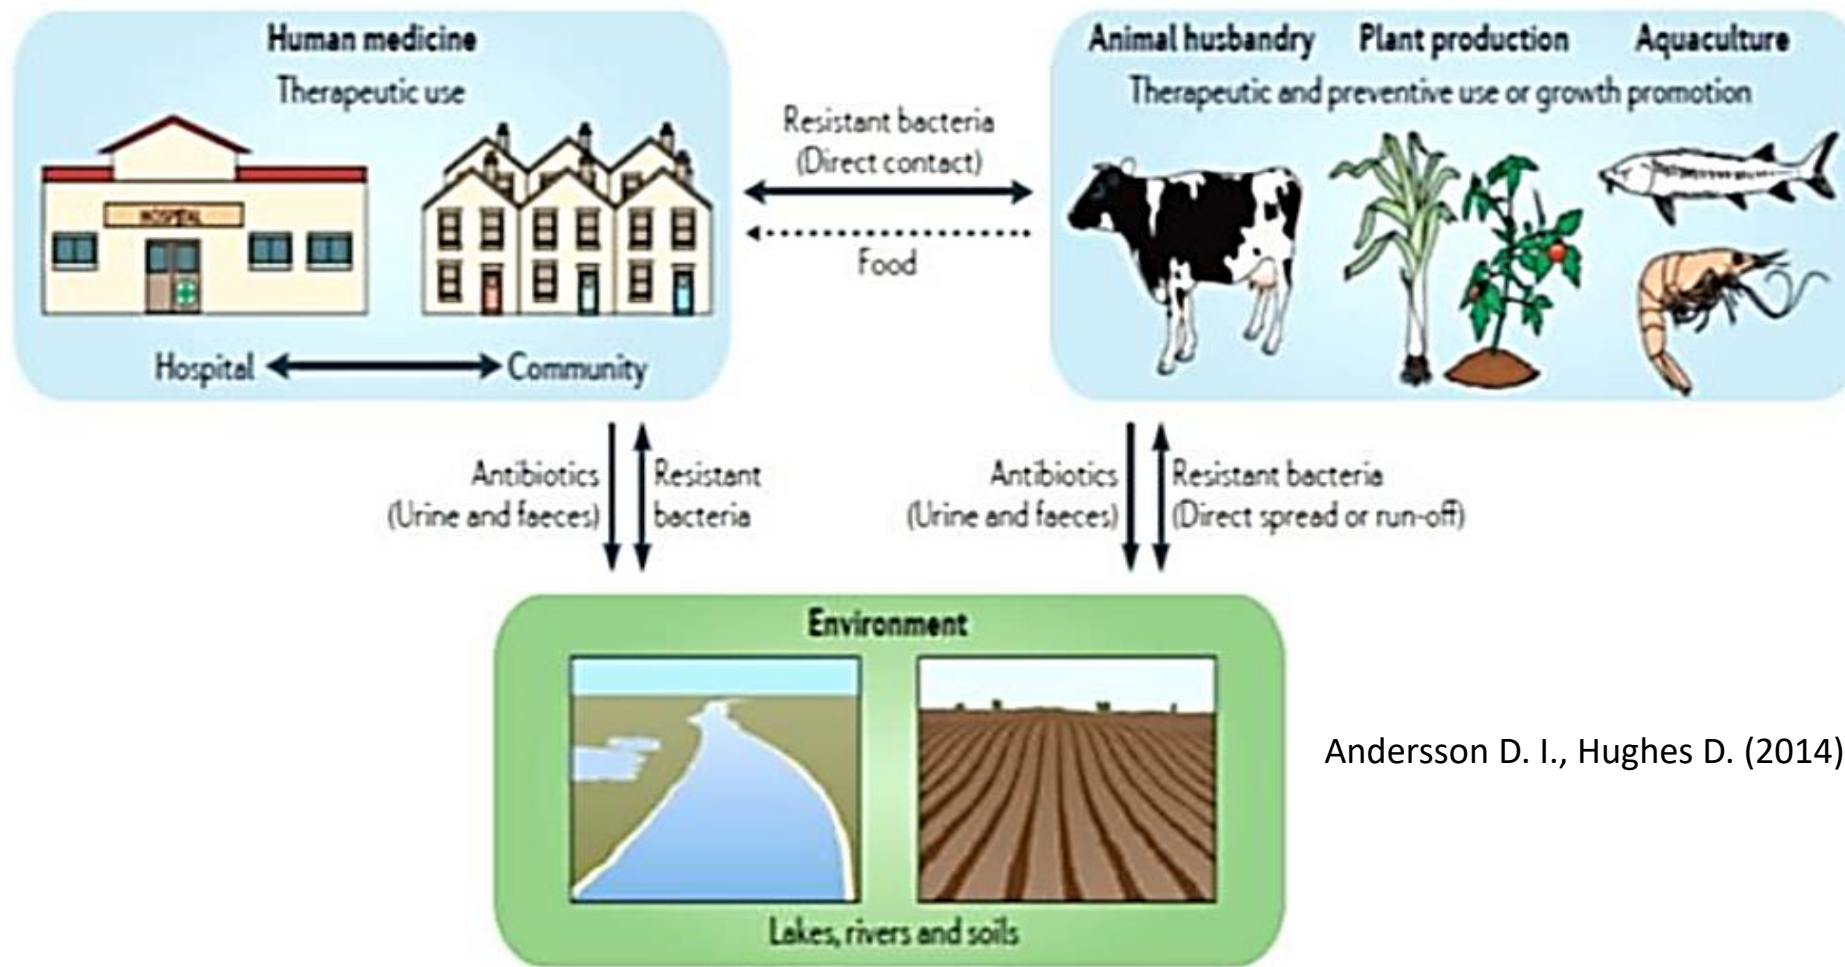 Human medicine
Therapeutic use
HOSPITAL
Hospital
Community
Resistant bacteria
(Direct contact)
Food
Animal husbandry
Plant production
Aquaculture
Therapeutic and preventive use or growth promotion
Antibiotics
(Urine and faeces)
Resistant
bacteria
Antibiotics
(Urine and faeces)
Resistant bacteria
(Direct spread or run-off)
Environment
Lakes, rivers and soils
Andersson D. I., Hughes D. (2014)